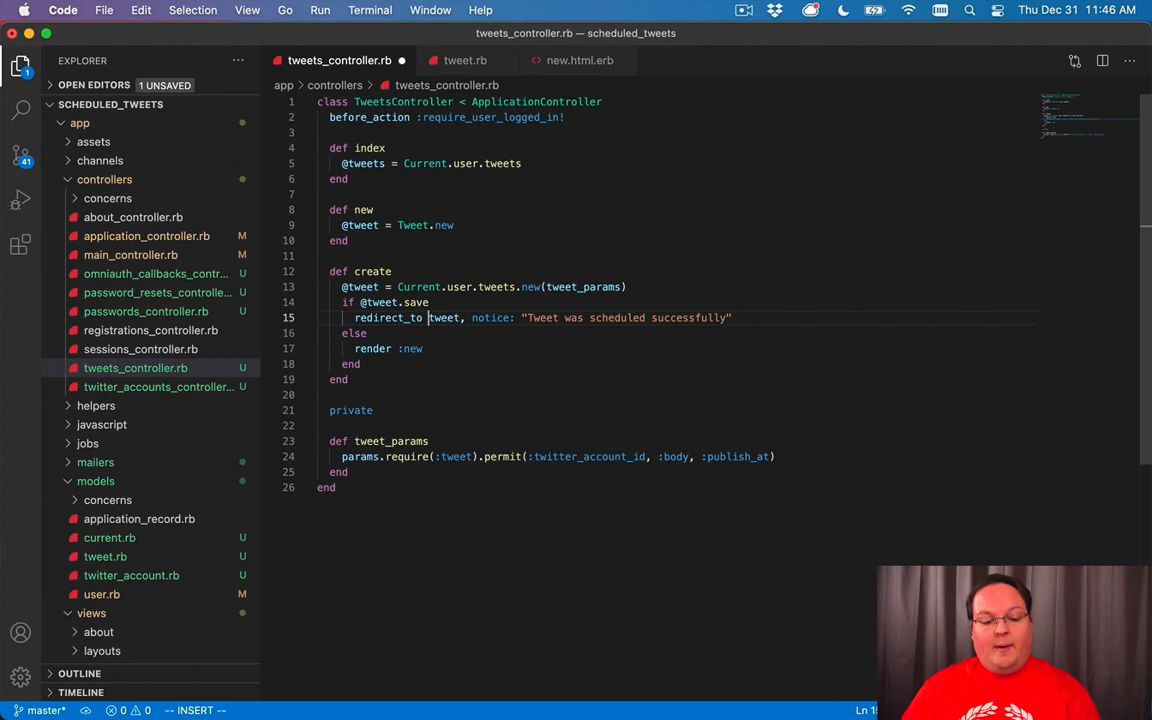 Code File Edit Selection View Go Run Terminal Window Help Thu Dec 31 11:46 AM
tweets_controller.rb — scheduled_tweets
EXPLORER
OPEN EDITORS 1 UNSAVED
SCHEDULED_TWEETS
app
assets
channels
controllers
concerns
about_controller.rb
application_controller.rb M
main_controller.rb M
omniauth_callbacks_contr... U
password_resets_controlle... U
passwords_controller.rb U
registrations_controller.rb
sessions_controller.rb
tweets_controller.rb U
twitter_accounts_controller... U
helpers
javascript
jobs
mailers
models
concerns
application_record.rb
current.rb U
tweet.rb U
twitter_account.rb U
user.rb M
views
about
layouts
OUTLINE
TIMELINE
1
41
tweets_controller.rb tweet.rb new.html.erb
app > controllers > tweets_controller.rb
1 class TweetsController < ApplicationController
2 before_action :require_user_logged_in!
3
4 def index
5 @tweets = Current.user.tweets
6 end
7
8 def new
9 @tweet = Tweet.new
10 end
11
12 def create
13 @tweet = Current.user.tweets.new(tweet_params)
14 if @tweet.save
15 redirect_to tweet, notice: "Tweet was scheduled successfully"
16 else
17 render :new
18 end
19 end
20
21 private
22
23 def tweet_params
24 params.require(:tweet).permit(:twitter_account_id, :body, :publish_at)
25 end
26 end
master* 0 0 -- INSERT --